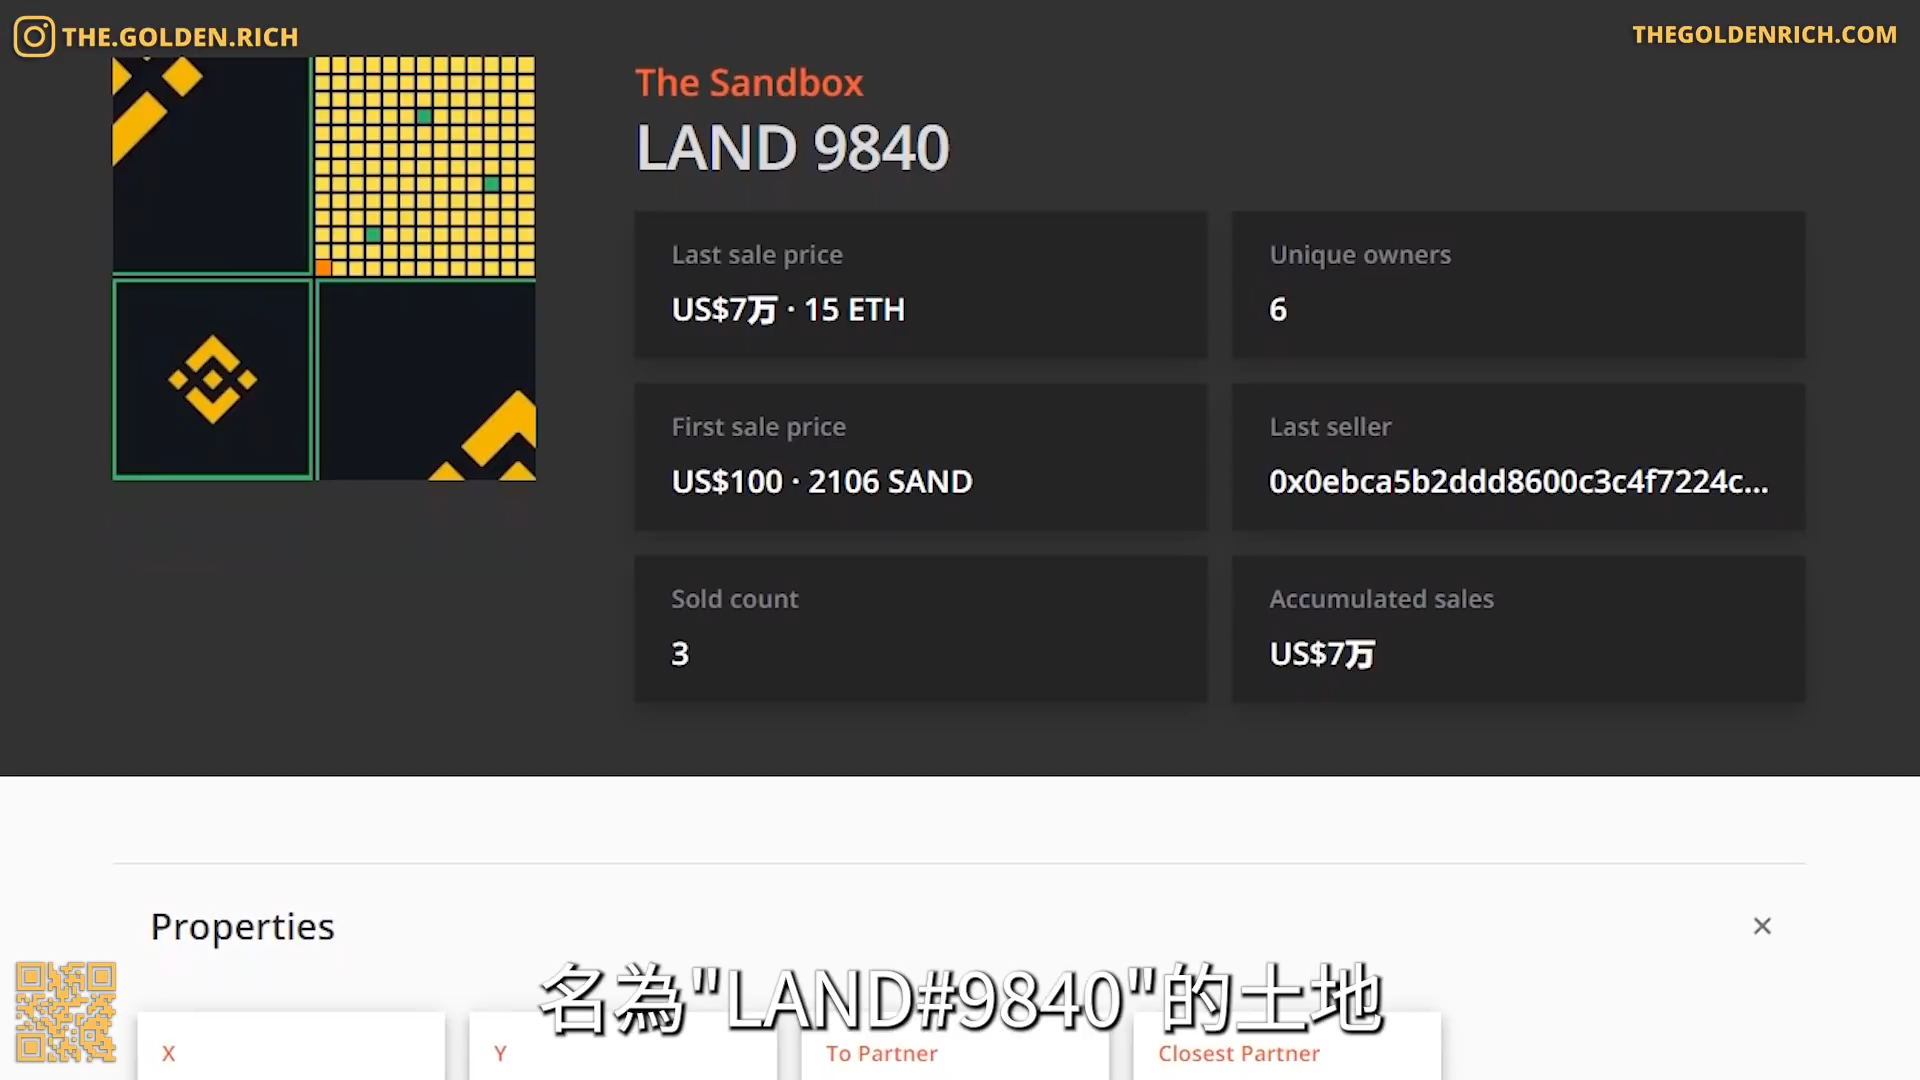 THE.GOLDEN.RICH
THEGOLDENRICH.COM
The Sandbox
LAND 9840
Last sale price
US$7万 · 15 ETH
Unique owners
6
First sale price
US$100 · 2106 SAND
Last seller
0x0ebca5b2ddd8600c3c4f7224c...
Sold count
3
Accumulated sales
US$7万
Properties
名為"LAND#9840"的土地
X
Y
To Partner
Closest Partner